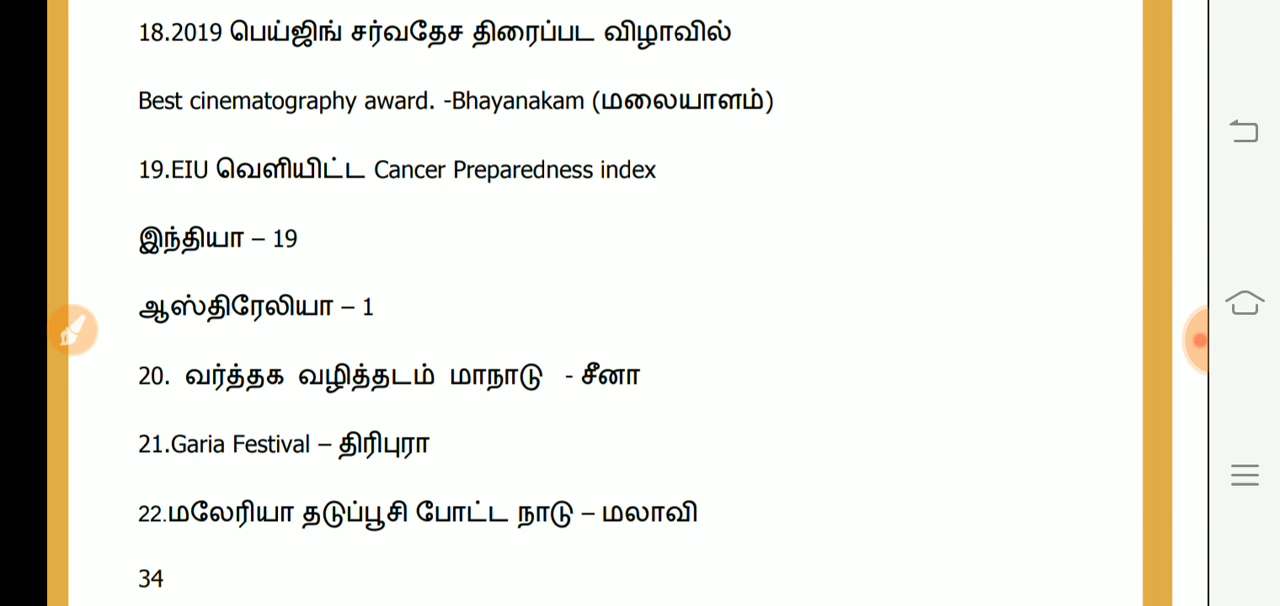 18.2019 பெய்ஜிங் சர்வதேச திரைப்பட விழாவில்
Best cinematography award. -Bhayanakam (மலையாளம்)
19.EIU வெளியிட்ட Cancer Preparedness index
இந்தியா – 19
ஆஸ்திரேலியா – 1
20. வர்த்தக வழித்தடம் மாநாடு - சீனா
21.Garia Festival – திரிபுரா
22.மலேரியா தடுப்பூசி போட்ட நாடு – மலாவி
34